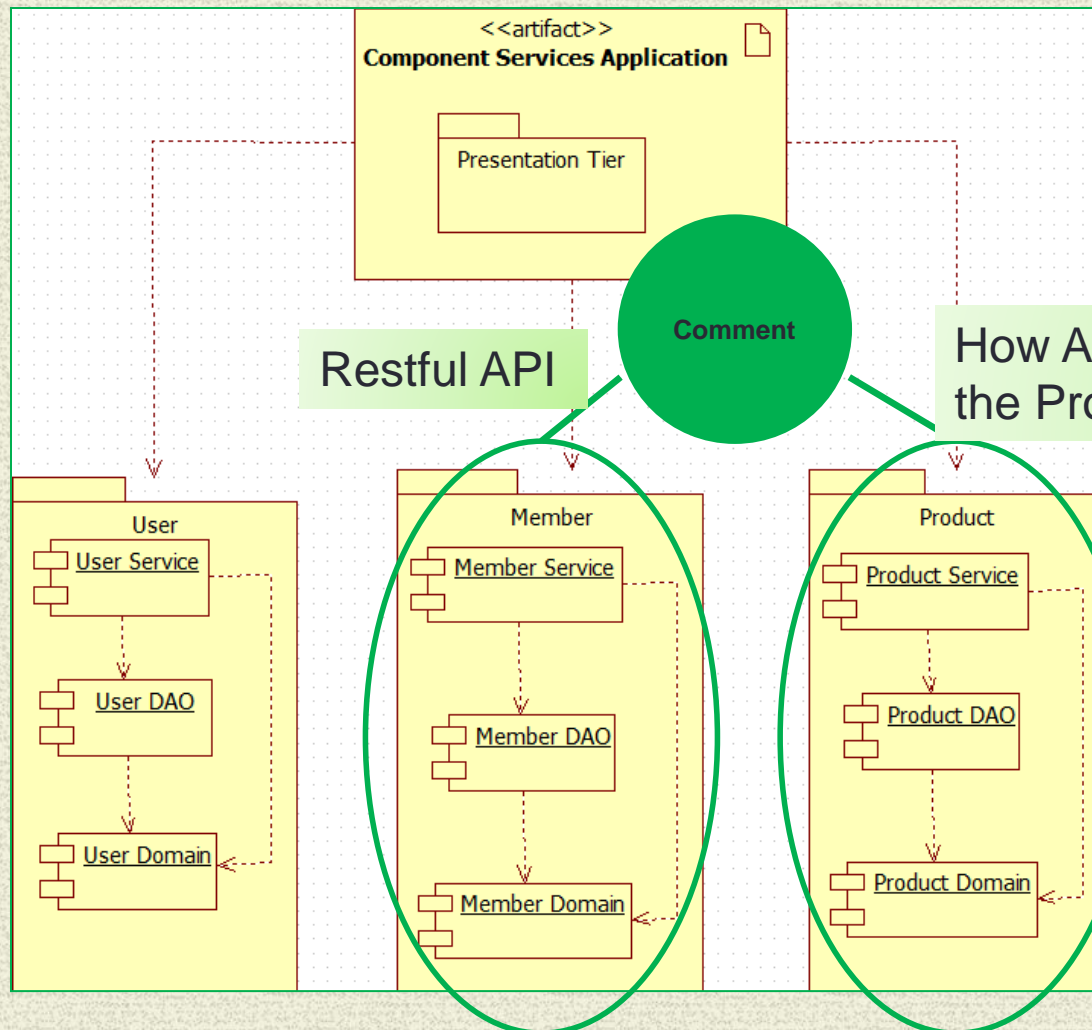 <<artifact>>
Component Services Application
Presentation Tier
Comment
Restful API
How A
the Pro
User
User Service
User DAO
User Domain
Member
Member Service
Member DAO
Member Domain
Product
Product Service
Product DAO
Product Domain